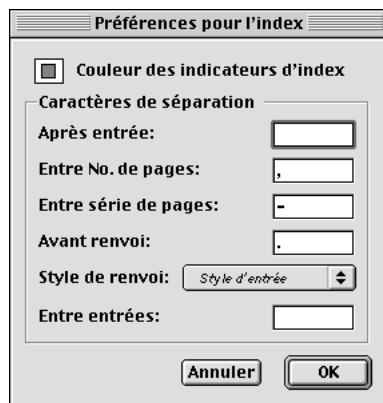 Préférences pour l'index
Couleur des indicateurs d'index
Caractères de séparation
Après entrée:
Entre No. de pages: ,
Entre série de pages: -
Avant renvoi: .
Style de renvoi: Style d'entrée
Entre entrées:
Annuler OK